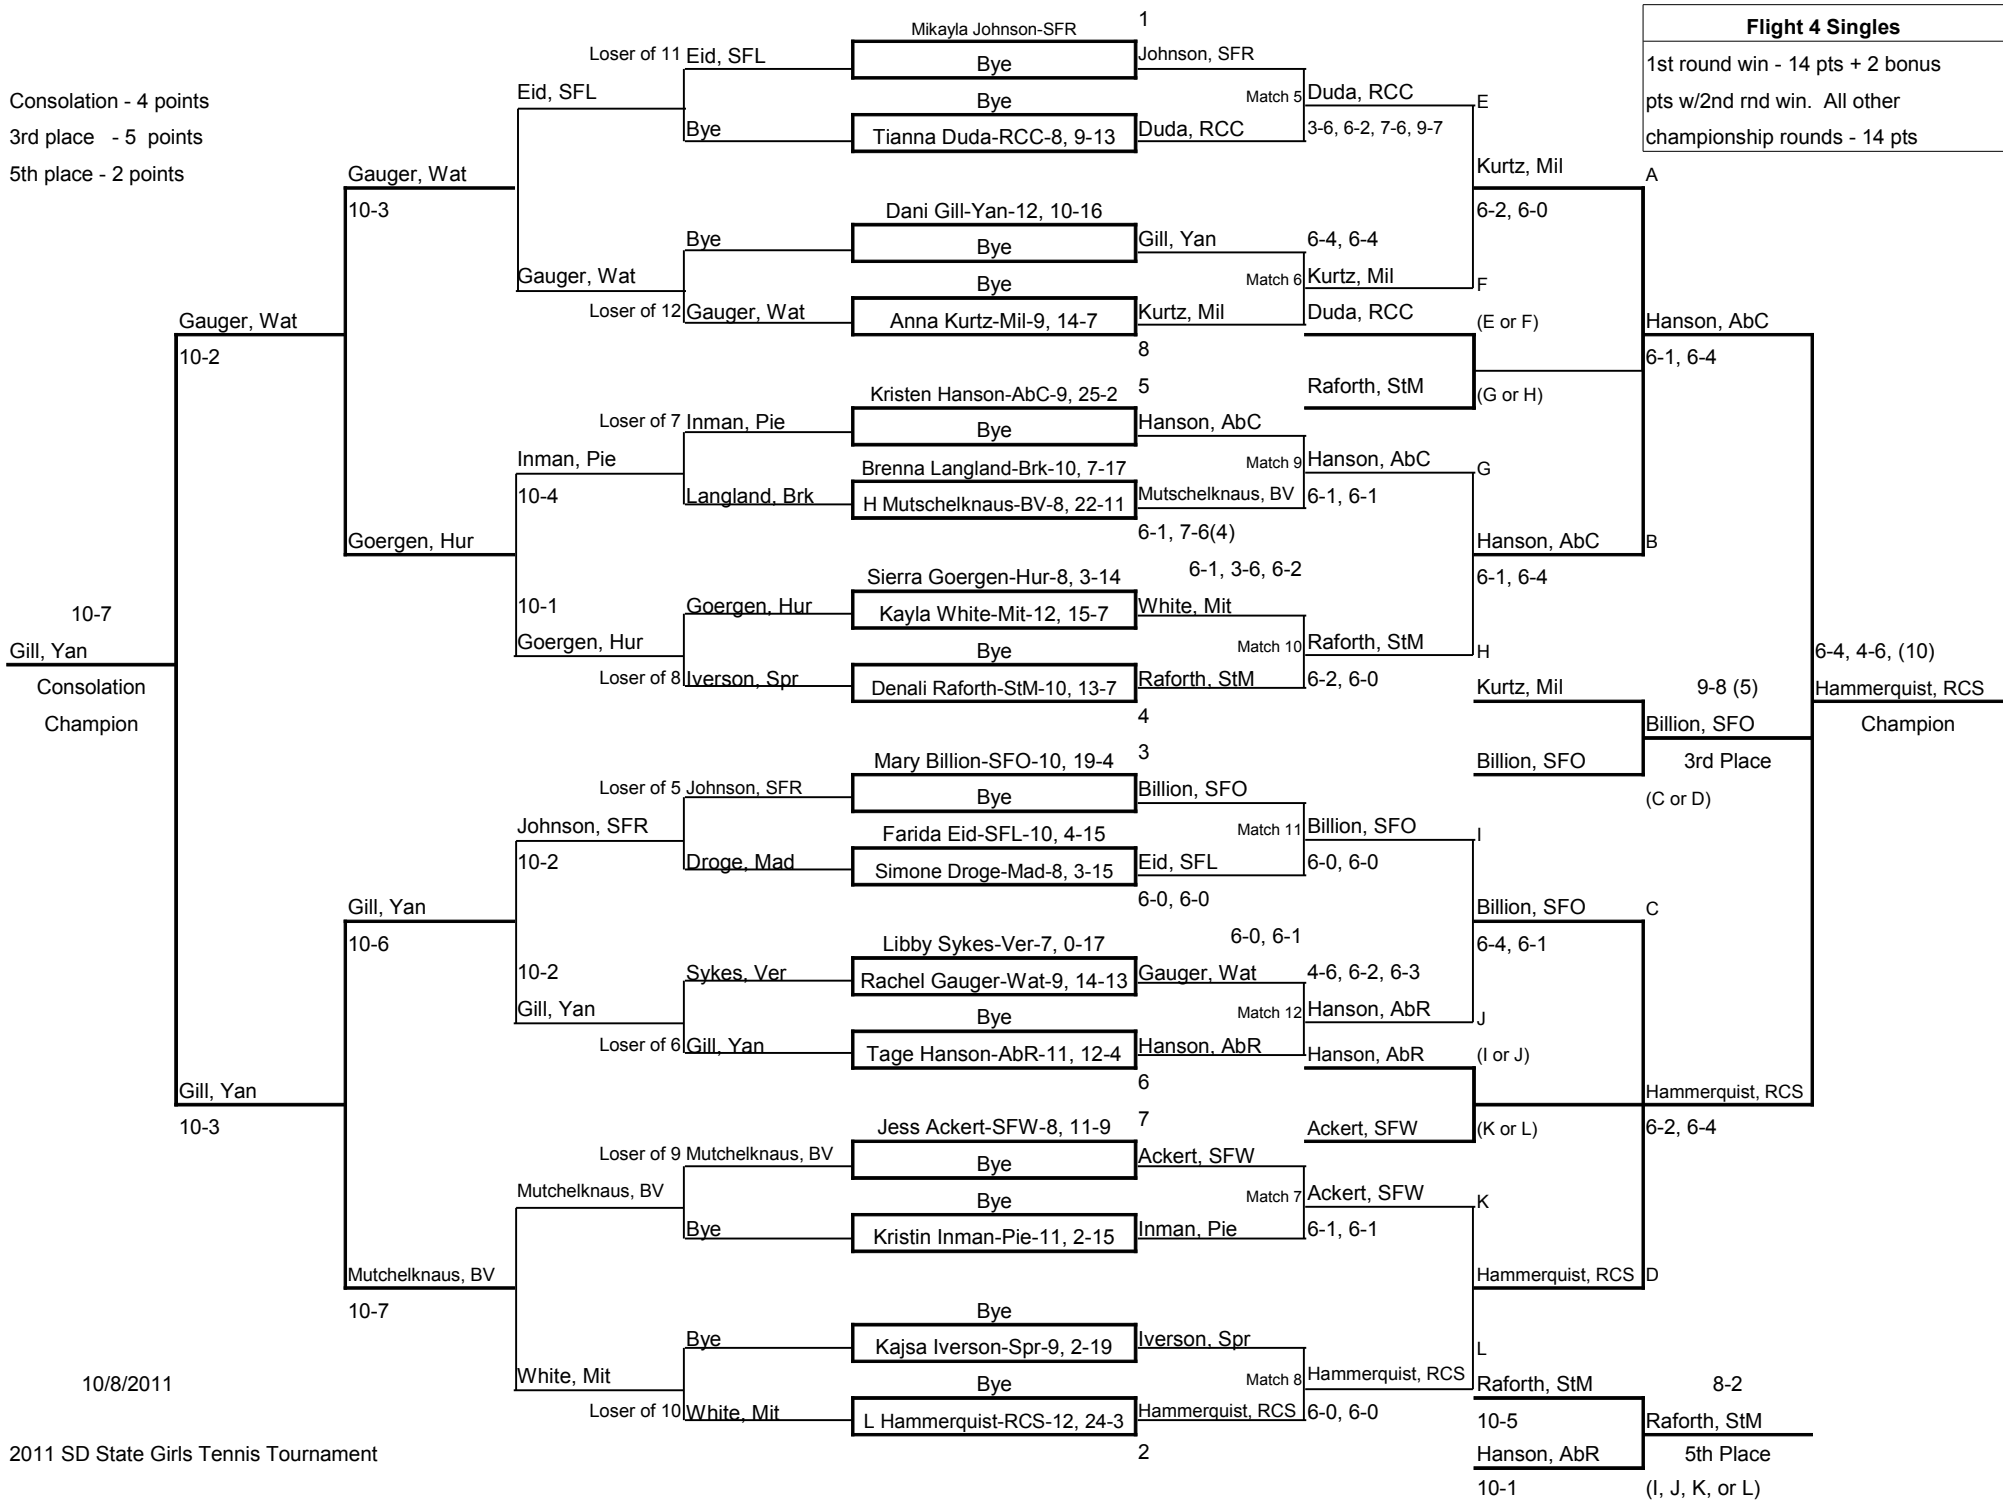 Mikayla Johnson-SFR
1
Flight 4 Singles
Loser of 11
Eid, SFL
Bye
Johnson, SFR
1st round win - 14 pts + 2 bonus
Consolation - 4 points
Eid, SFL
Bye
Match 5
Duda, RCC
E
pts w/2nd rnd win. All other
3rd place - 5 points
Bye
Tianna Duda-RCC-8, 9-13
Duda, RCC
3-6, 6-2, 7-6, 9-7
championship rounds - 14 pts
5th place - 2 points
Gauger, Wat
Kurtz, Mil
A
10-3
Dani Gill-Yan-12, 10-16
6-2, 6-0
Bye
Bye
Gill, Yan
6-4, 6-4
Gauger, Wat
Bye
Match 6
Kurtz, Mil
F
Loser of 12
Gauger, Wat
Anna Kurtz-Mil-9, 14-7
Kurtz, Mil
Duda, RCC
(E or F)
Gauger, Wat
Hanson, AbC
10-2
8
6-1, 6-4
Kristen Hanson-AbC-9, 25-2
5
Raforth, StM
(G or H)
Loser of 7
Inman, Pie
Bye
Hanson, AbC
Inman, Pie
Brenna Langland-Brk-10, 7-17
Match 9
Hanson, AbC
G
10-4
Langland, Brk
H Mutschelknaus-BV-8, 22-11
Mutschelknaus, BV
6-1, 6-1
6-1, 7-6(4)
Goergen, Hur
Hanson, AbC
B
Sierra Goergen-Hur-8, 3-14
6-1, 3-6, 6-2
6-1, 6-4
10-7
10-1
Goergen, Hur
Kayla White-Mit-12, 15-7
White, Mit
Gill, Yan
Goergen, Hur
Bye
Match 10
Raforth, StM
H
6-4, 4-6, (10)
Consolation
Loser of 8
Iverson, Spr
Denali Raforth-StM-10, 13-7
Raforth, StM
6-2, 6-0
Kurtz, Mil
9-8 (5)
Hammerquist, RCS
Champion
4
Billion, SFO
Champion
Mary Billion-SFO-10, 19-4
3
Billion, SFO
3rd Place
Loser of 5
Johnson, SFR
Bye
Billion, SFO
(C or D)
Johnson, SFR
Farida Eid-SFL-10, 4-15
Match 11
Billion, SFO
I
10-2
Droge, Mad
Simone Droge-Mad-8, 3-15
Eid, SFL
6-0, 6-0
Gill, Yan
6-0, 6-0
Billion, SFO
C
10-6
Libby Sykes-Ver-7, 0-17
6-0, 6-1
6-4, 6-1
10-2
Sykes, Ver
Rachel Gauger-Wat-9, 14-13
Gauger, Wat
4-6, 6-2, 6-3
Gill, Yan
Bye
Match 12
Hanson, AbR
J
Loser of 6
Gill, Yan
Tage Hanson-AbR-11, 12-4
Hanson, AbR
Hanson, AbR
(I or J)
Gill, Yan
6
Hammerquist, RCS
10-3
Jess Ackert-SFW-8, 11-9
7
Ackert, SFW
(K or L)
6-2, 6-4
Loser of 9
Mutchelknaus, BV
Bye
Ackert, SFW
Mutchelknaus, BV
Bye
Match 7
Ackert, SFW
K
Bye
Kristin Inman-Pie-11, 2-15
Inman, Pie
6-1, 6-1
Mutchelknaus, BV
Hammerquist, RCS
D
10-7
Bye
Bye
Kajsa Iverson-Spr-9, 2-19
Iverson, Spr
L
10/8/2011
White, Mit
Bye
Match 8
Hammerquist, RCS
Raforth, StM
8-2
Loser of 10
White, Mit
L Hammerquist-RCS-12, 24-3
Hammerquist, RCS
6-0, 6-0
10-5
Raforth, StM
2011 SD State Girls Tennis Tournament
2
Hanson, AbR
5th Place
10-1
(I, J, K, or L)